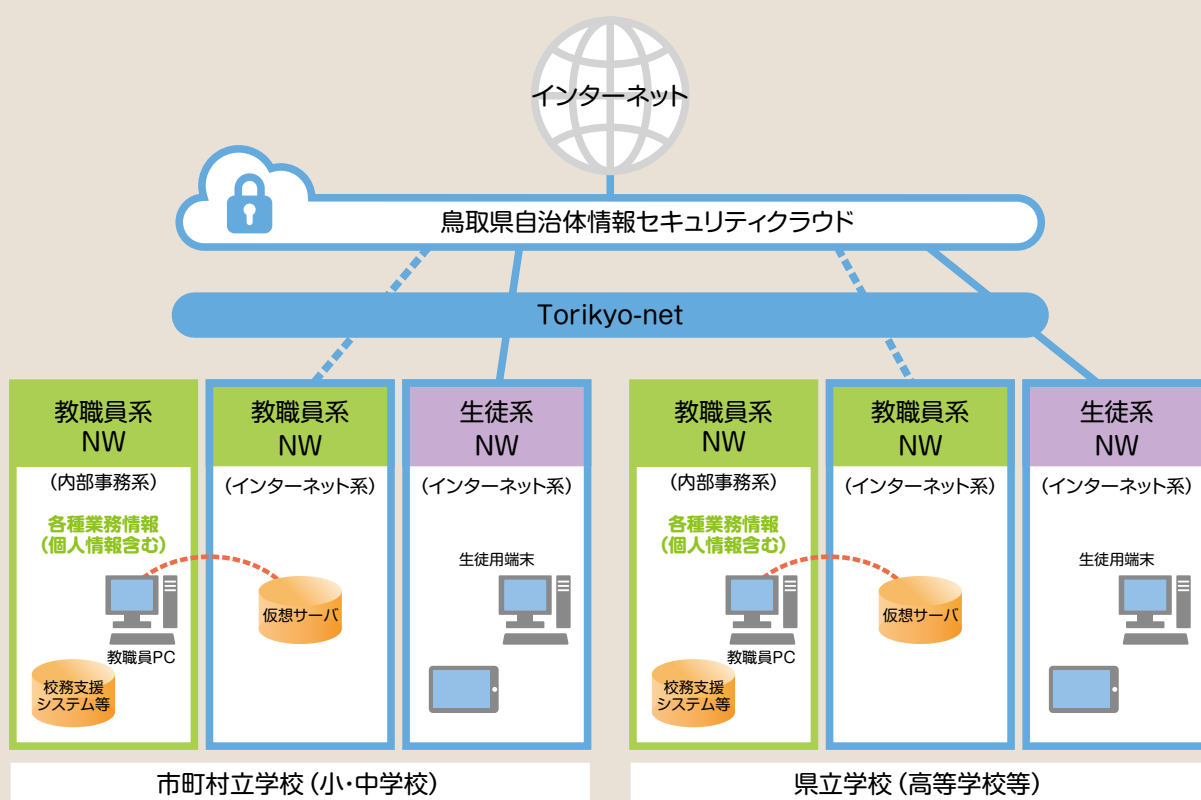 インターネット
鳥取県自治体情報セキュリティクラウド
Torikyo-net
教職員系
NW
(内部事務系)
各種業務情報
(個人情報含む)
教職員PC
校務支援
システム等
教職員系
NW
(インターネット系)
仮想サーバ
生徒系
NW
(インターネット系)
生徒用端末
市町村立学校(小・中学校)
教職員系
NW
(内部事務系)
各種業務情報
(個人情報含む)
教職員PC
校務支援
システム等
教職員系
NW
(インターネット系)
仮想サーバ
生徒系
NW
(インターネット系)
生徒用端末
県立学校(高等学校等)